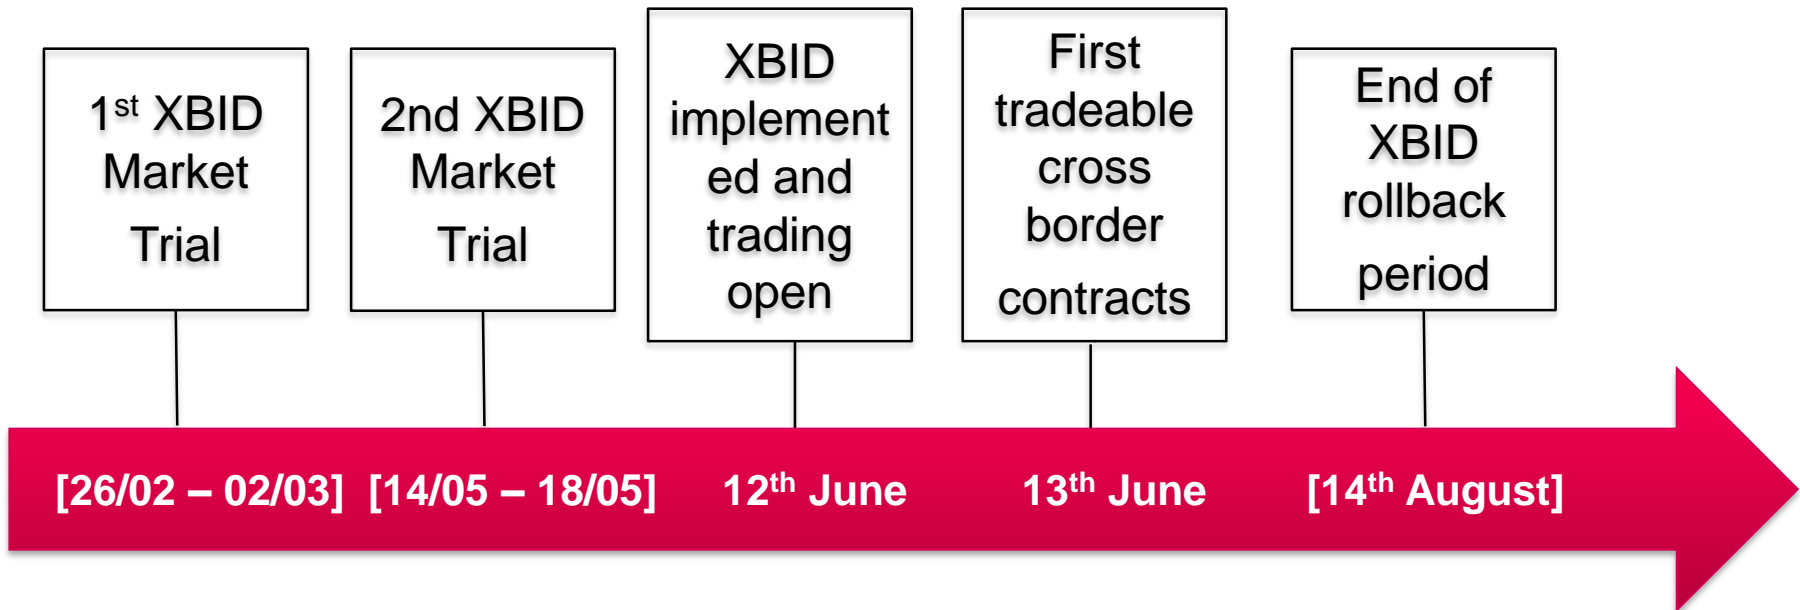 1st XBID
Market
Trial
2nd XBID
Market
Trial
XBID
implement
ed and
trading
open
First
tradeable
cross
border
contracts
End of
XBID
rollback
period
[26/02 – 02/03]
[14/05 – 18/05]
12th June
13th June
[14th August]